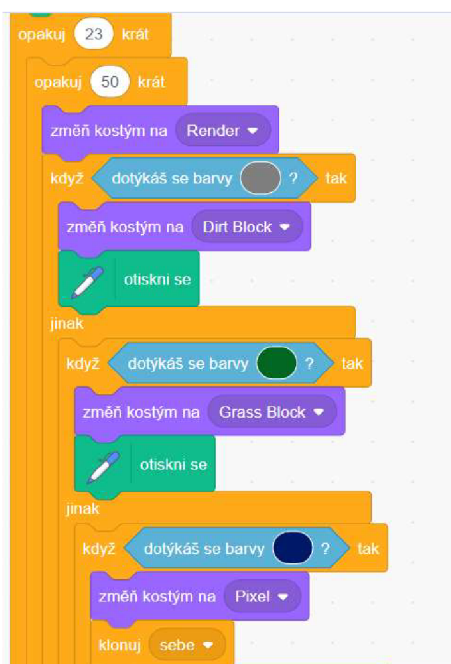 opakuj 23 krát
opakuj 50 krát
změň kostým na Render
když dotýkáš se barvy ? tak
změň kostým na Dirt Block
otiskni se
jinak
když dotýkáš se barvy ? tak
změň kostým na Grass Block
otiskni se
jinak
když dotýkáš se barvy ? tak
změň kostým na Pixel
klonuj sebe